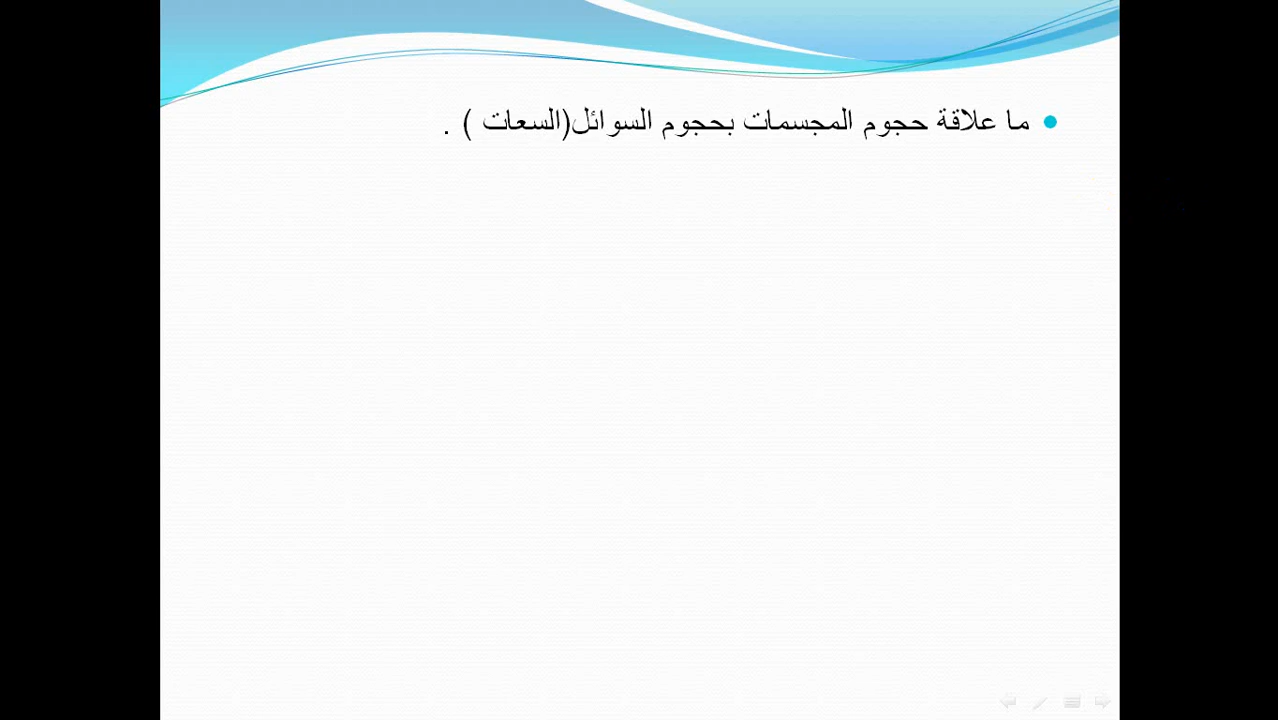 ما علاقة حجوم المجسمات بحجوم السوائل(السعات ) .